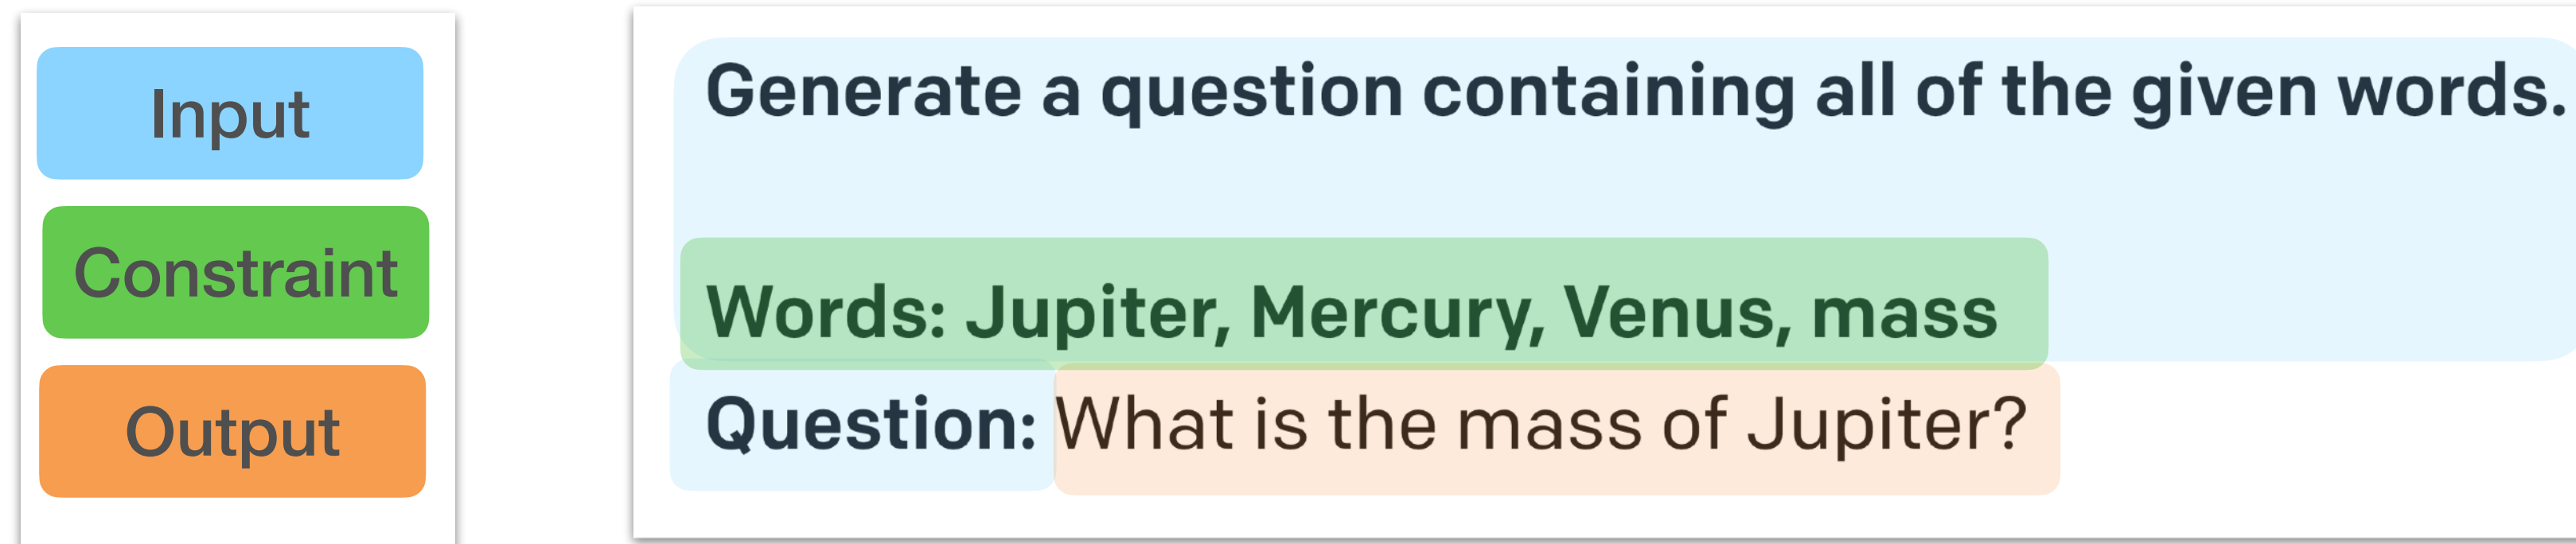 Input
Constraint
Output
Generate a question containing all of the given words.
Words: Jupiter, Mercury, Venus, mass
Question: What is the mass of Jupiter?